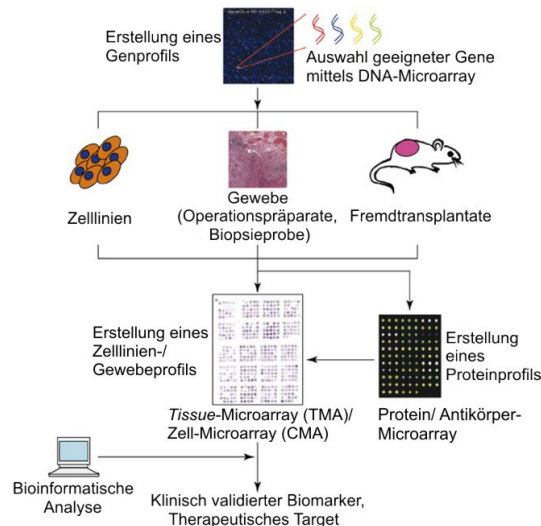 Erstellung eines
Genprofils
Auswahl geeigneter Gene
mittels DNA-Microarray
Zelllinien
Gewebe
(Operationspräparate,
Biopsieprobe)
Fremdtransplantate
Erstellung eines
Zelllinien-/
Gewebeprofils
Erstellung
eines
Proteinprofils
Tissue-Microarray (TMA)/
Zell-Microarray (CMA)
Protein/ Antikörper-
Microarray
Bioinformatische
Analyse
Klinisch validierter Biomarker,
Therapeutisches Target